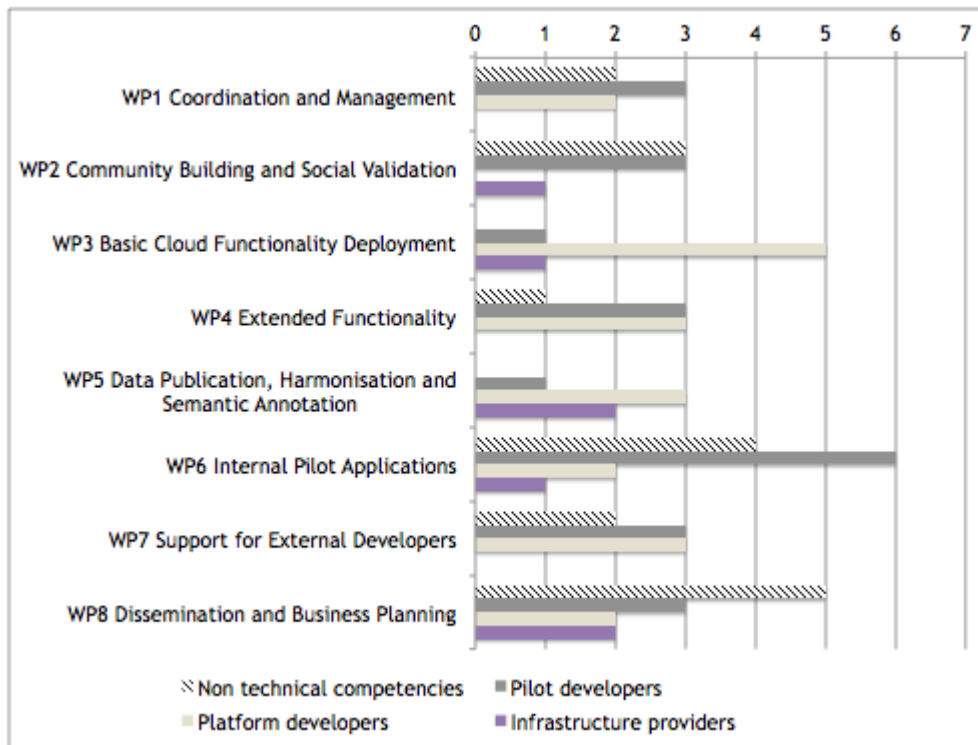 0 1 2 3 4 5 6 7
WP1 Coordination and Management
WP2 Community Building and Social Validation
WP3 Basic Cloud Functionality Deployment
WP4 Extended Functionality
WP5 Data Publication, Harmonisation and
Semantic Annotation
WP6 Internal Pilot Applications
WP7 Support for External Developers
WP8 Dissemination and Business Planning
Non technical competencies Pilot developers
Platform developers Infrastructure providers